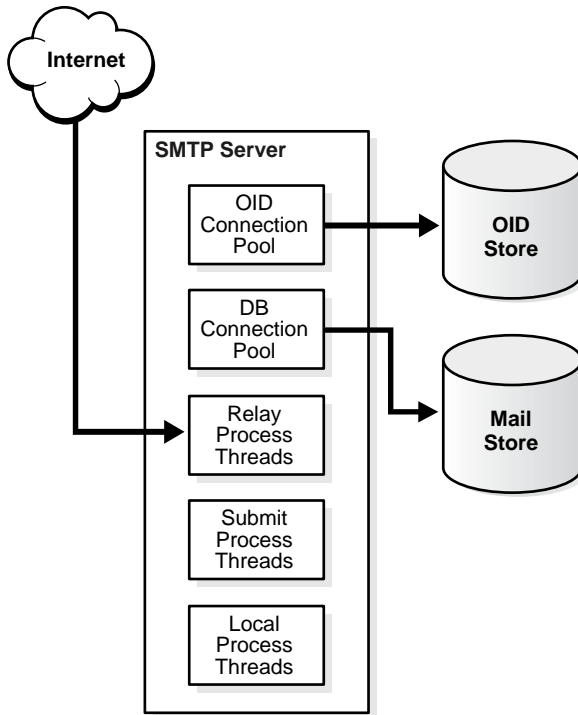 Internet
SMTP Server
OID
Connection
Pool
OID
Store
DB
Connection
Pool
Mail
Store
Relay
Process
Threads
Submit
Process
Threads
Local
Process
Threads